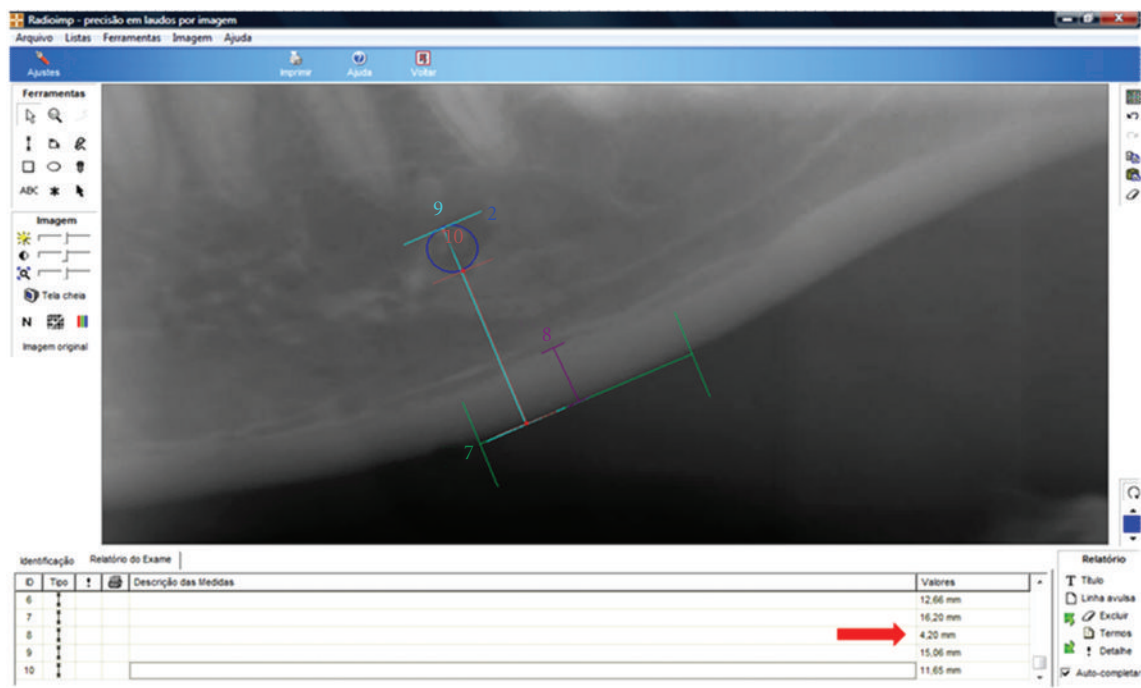 Radioimp - precisão em laudos por imagem
Arquivo Listas Ferramentas Imagem Ajuda
Ajustes Imprimir Ajuda Voltar
Ferramentas
ABC
Imagem
Tela cheia
N
Imagem original
9
2
10
8
7
Identificação Relatório do Exame
ID Tipo ! Descrição das Medidas Valores
6 12,66 mm
7 16,20 mm
8 4,20 mm
9 15,06 mm
10 11,65 mm
Relatório
T Título
Linha avulsa
Excluir
Termos
! Detalhe
Auto-completar